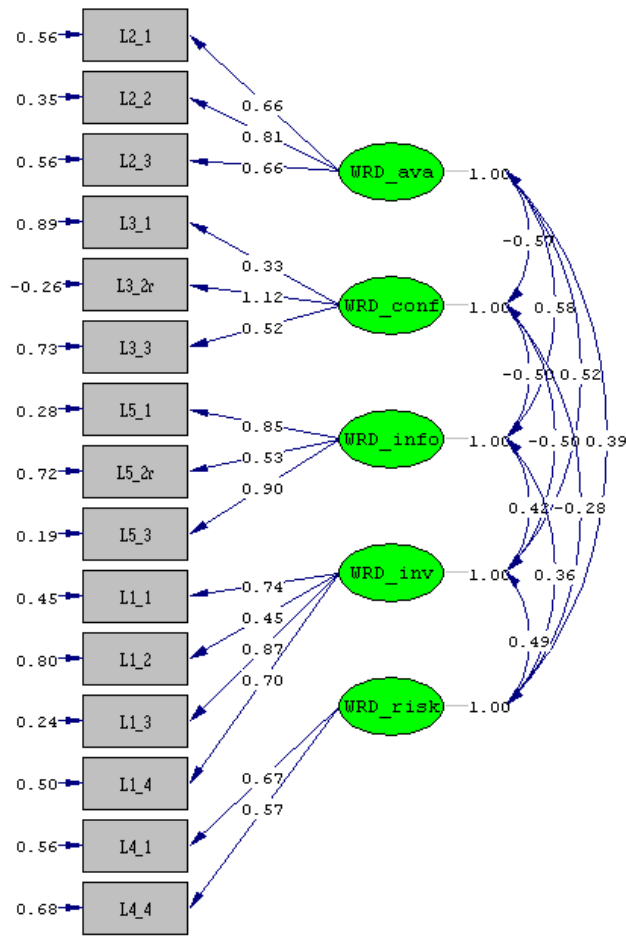 0.56 L2_1
0.66
0.35 L2_2
0.81
0.56 L2_3
0.66 WRD_ava 1.00
0.89 L3_1
-0.57
0.33
-0.26 L3_2r
1.12 WRD_conf 1.00 0.58
0.52
0.73 L3_3
-0.50 0.52
0.28 L5_1
0.85
WRD_info 1.00 -0.50 0.39
0.53
0.72 L5_2r
0.90
0.42 -0.28
0.19 L5_3
WRD_inv 1.00 0.36
0.74
0.45 L1_1
0.45
0.87
0.49
0.80 L1_2
0.70
WRD_risk 1.00
0.24 L1_3
0.67
0.50 L1_4
0.57
0.56 L4_1
0.68 L4_4